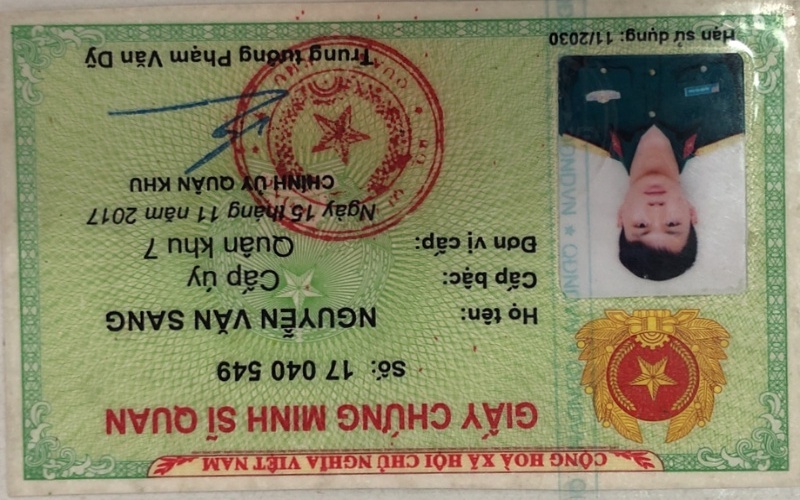 CỘNG HOÀ XÃ HỘI CHỦ NGHĨA VIỆT NAM
GIẤY CHỨNG MINH SĨ QUAN
Số: 17 040 549
Họ tên: NGUYỄN VĂN SANG
Cấp bậc: Cấp úy
Đơn vị cấp: Quân khu 7
Ngày 15 tháng 11 năm 2017
CHÍNH ỦY QUÂN KHU
Trung tướng Phạm Văn Dỹ
Hạn sử dụng: 11/2030